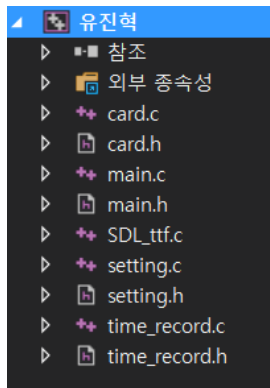 유진혁
참조
외부 종속성
card.c
card.h
main.c
main.h
SDL_ttf.c
setting.c
setting.h
time_record.c
time_record.h